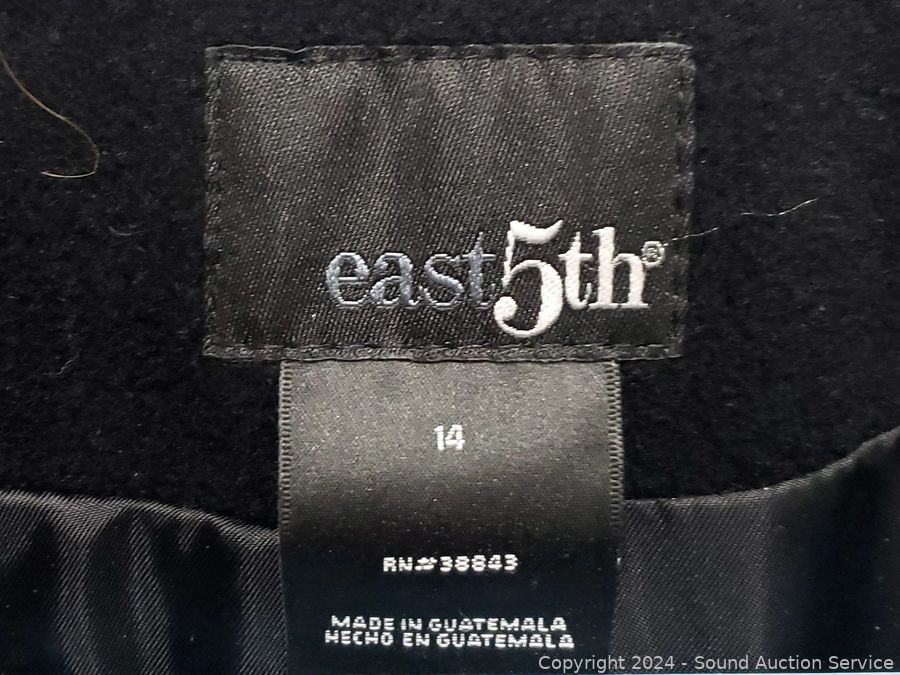 east5th®
14
RN#38843
MADE IN GUATEMALA
HECHO EN GUATEMALA
Copyright 2024 - Sound Auction Service